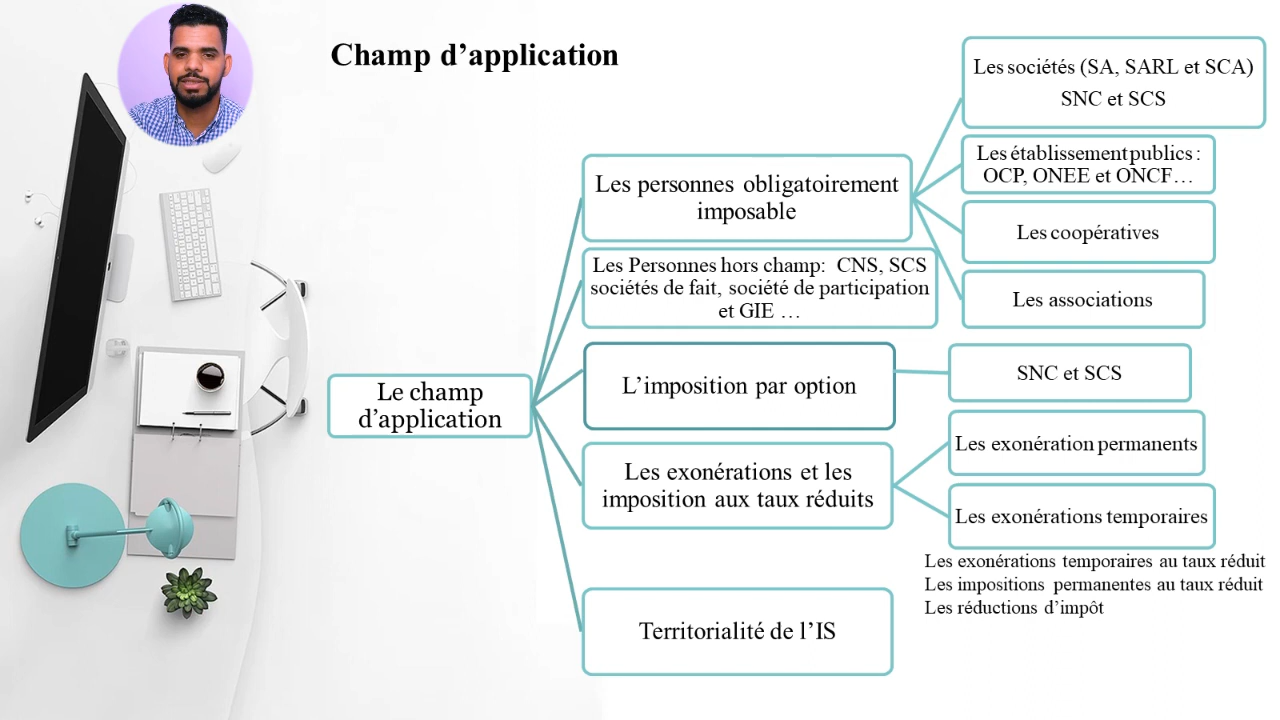 Champ d’application
Le champ
d’application
Les personnes obligatoirement
imposable
Les sociétés (SA, SARL et SCA)
SNC et SCS
Les établissement publics :
OCP, ONEE et ONCF…
Les coopératives
Les associations
Les Personnes hors champ: CNS, SCS
sociétés de fait, société de participation
et GIE …
L’imposition par option
SNC et SCS
Les exonérations et les
imposition aux taux réduits
Les exonération permanents
Les exonérations temporaires
Les exonérations temporaires au taux réduit
Les impositions permanentes au taux réduit
Les réductions d’impôt
Territorialité de l’IS